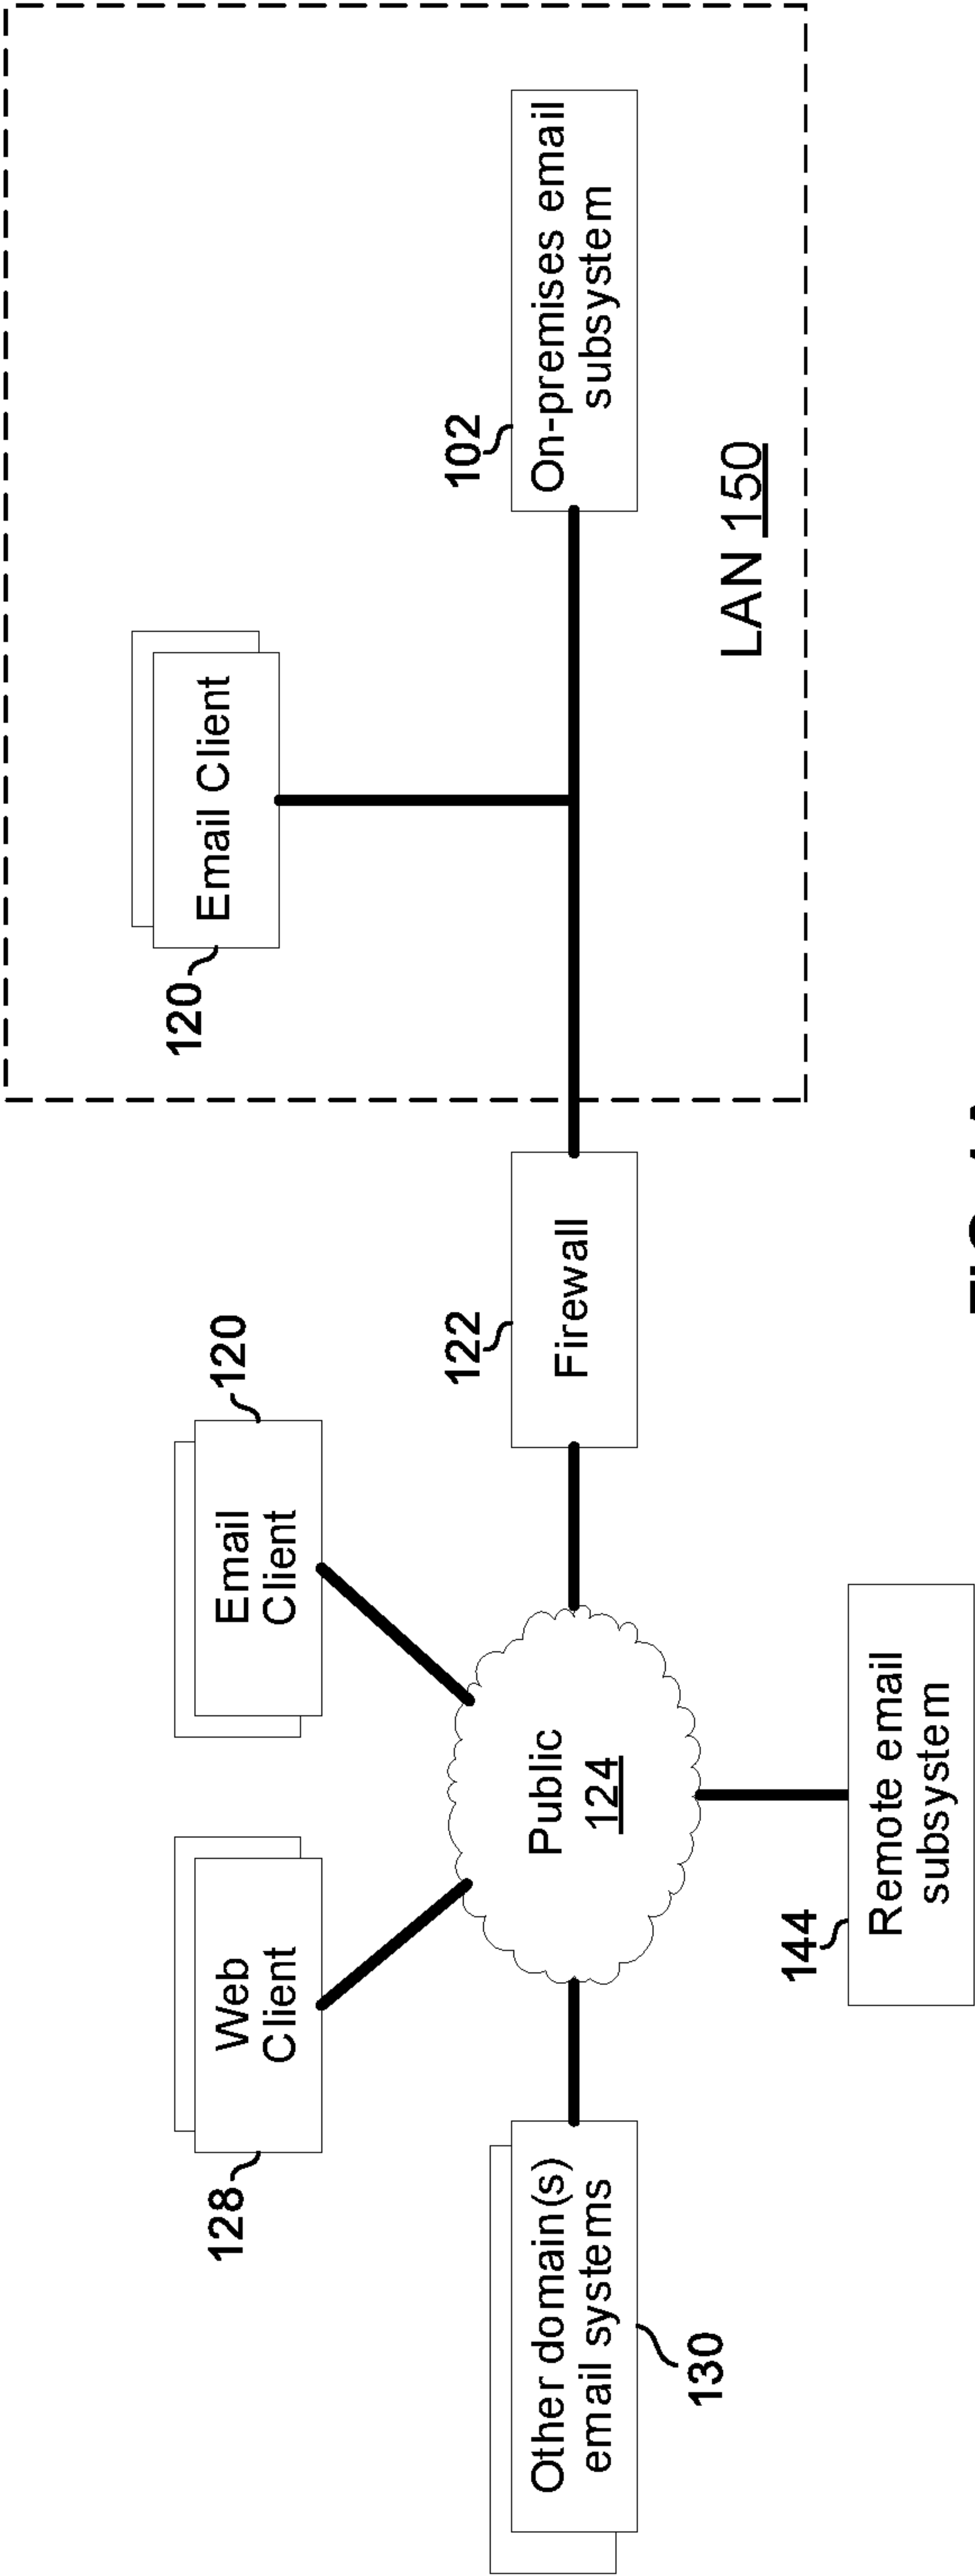 128
Web
Client
Email
Client
120
120
Email Client
Other domain(s)
email systems
130
Public
124
122
Firewall
102
On-premises email
subsystem
144
Remote email
subsystem
LAN 150